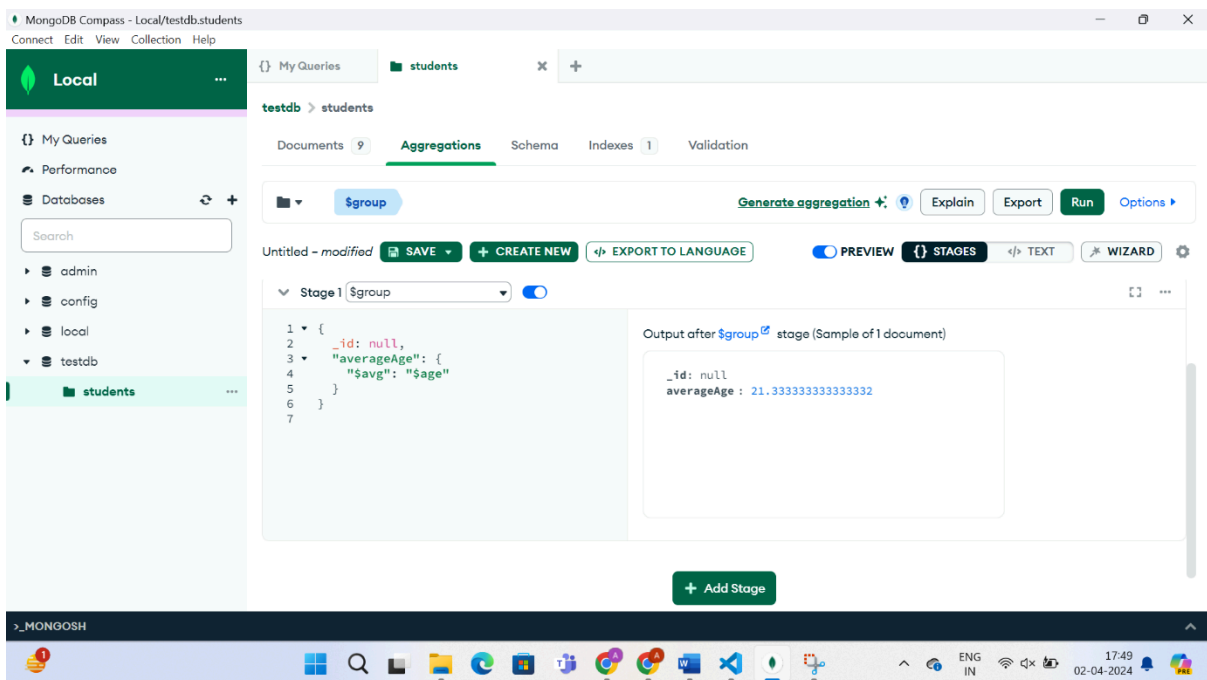 MongoDB Compass - Local/testdb.students
Connect Edit View Collection Help
Local
{} My Queries
students
testdb > students
{} My Queries
Performance
Databases
Search
admin
config
local
testdb
students
Documents 9 Aggregations Schema Indexes 1 Validation
$group
Generate aggregation
Explain
Export
Run
Options
Untitled – modified
SAVE
+ CREATE NEW
</> EXPORT TO LANGUAGE
PREVIEW
{} STAGES
</> TEXT
WIZARD
Stage 1 $group
1 {
2 _id: null,
3 "averageAge": {
4 "$avg": "$age"
5 }
6 }
7
Output after $group stage (Sample of 1 document)
_id: null
averageAge : 21.333333333333332
+ Add Stage
>_MONGOSH
1
ENG
IN
17:49
02-04-2024
PRE